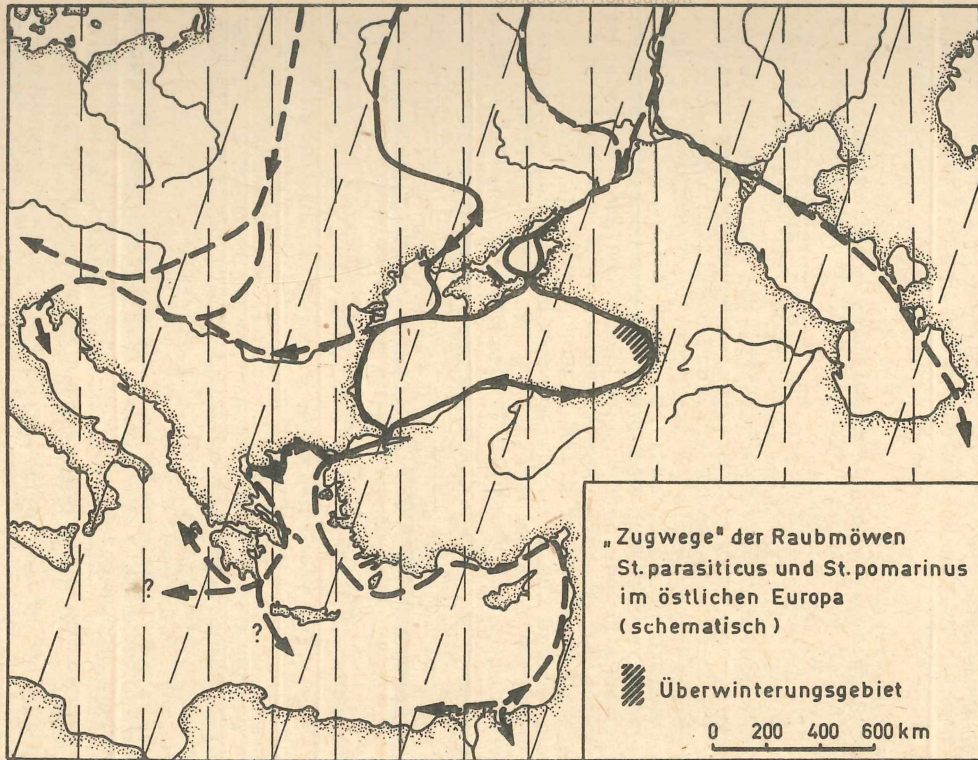 ?
?
„Zugwege" der Raubmöwen
St. parasiticus und St. pomarinus
im östlichen Europa
(schematisch)
Überwinterungsgebiet
0 200 400 600 km